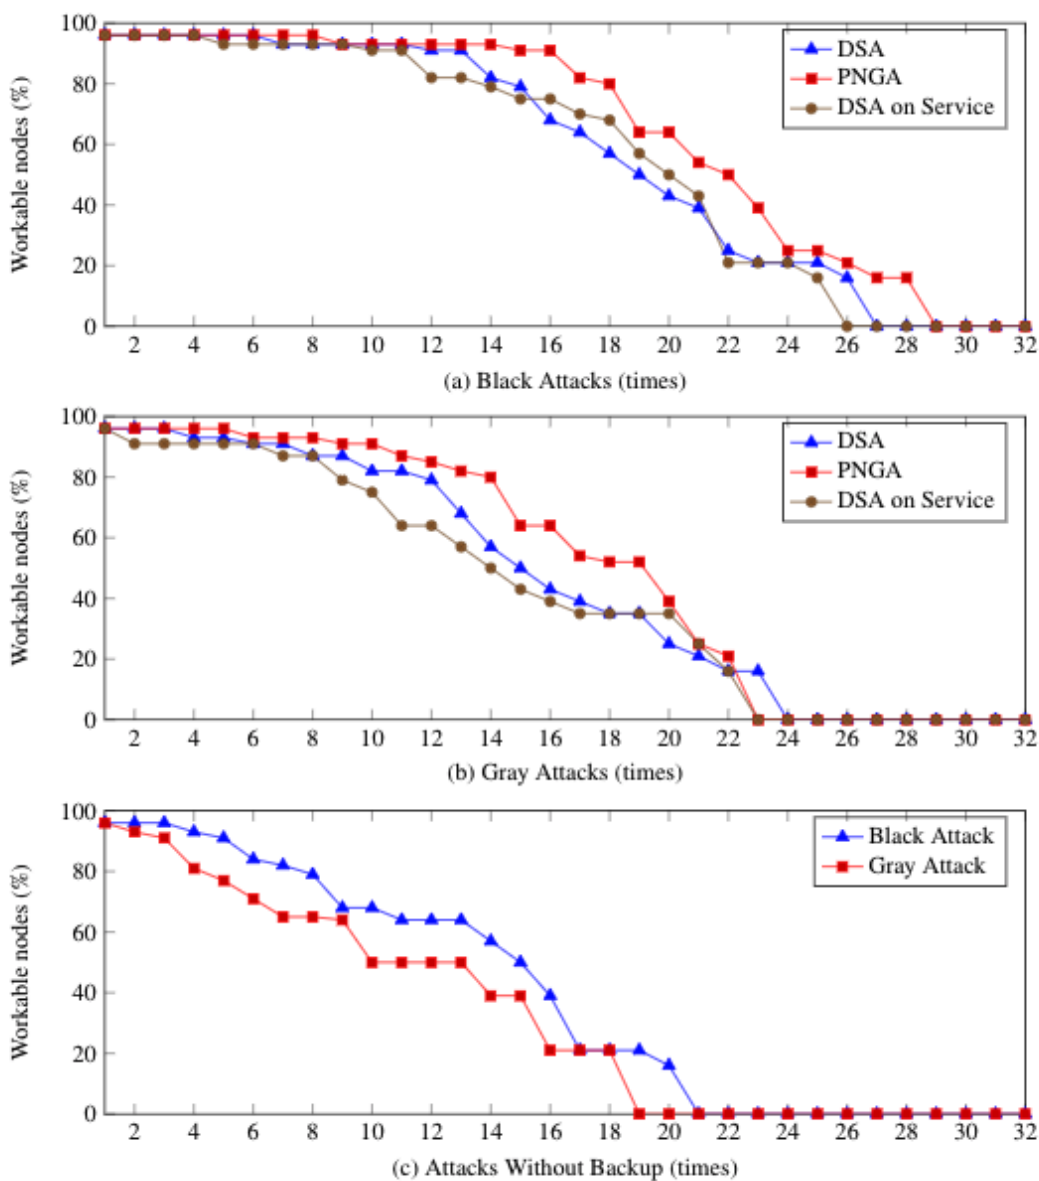 100
80
60
40
20
0
Workable nodes (%)
DSA
PNGA
DSA on Service
2 4 6 8 10 12 14 16 18 20 22 24 26 28 30 32
(a) Black Attacks (times)
100
80
60
40
20
0
Workable nodes (%)
DSA
PNGA
DSA on Service
2 4 6 8 10 12 14 16 18 20 22 24 26 28 30 32
(b) Gray Attacks (times)
100
80
60
40
20
0
Workable nodes (%)
Black Attack
Gray Attack
2 4 6 8 10 12 14 16 18 20 22 24 26 28 30 32
(c) Attacks Without Backup (times)